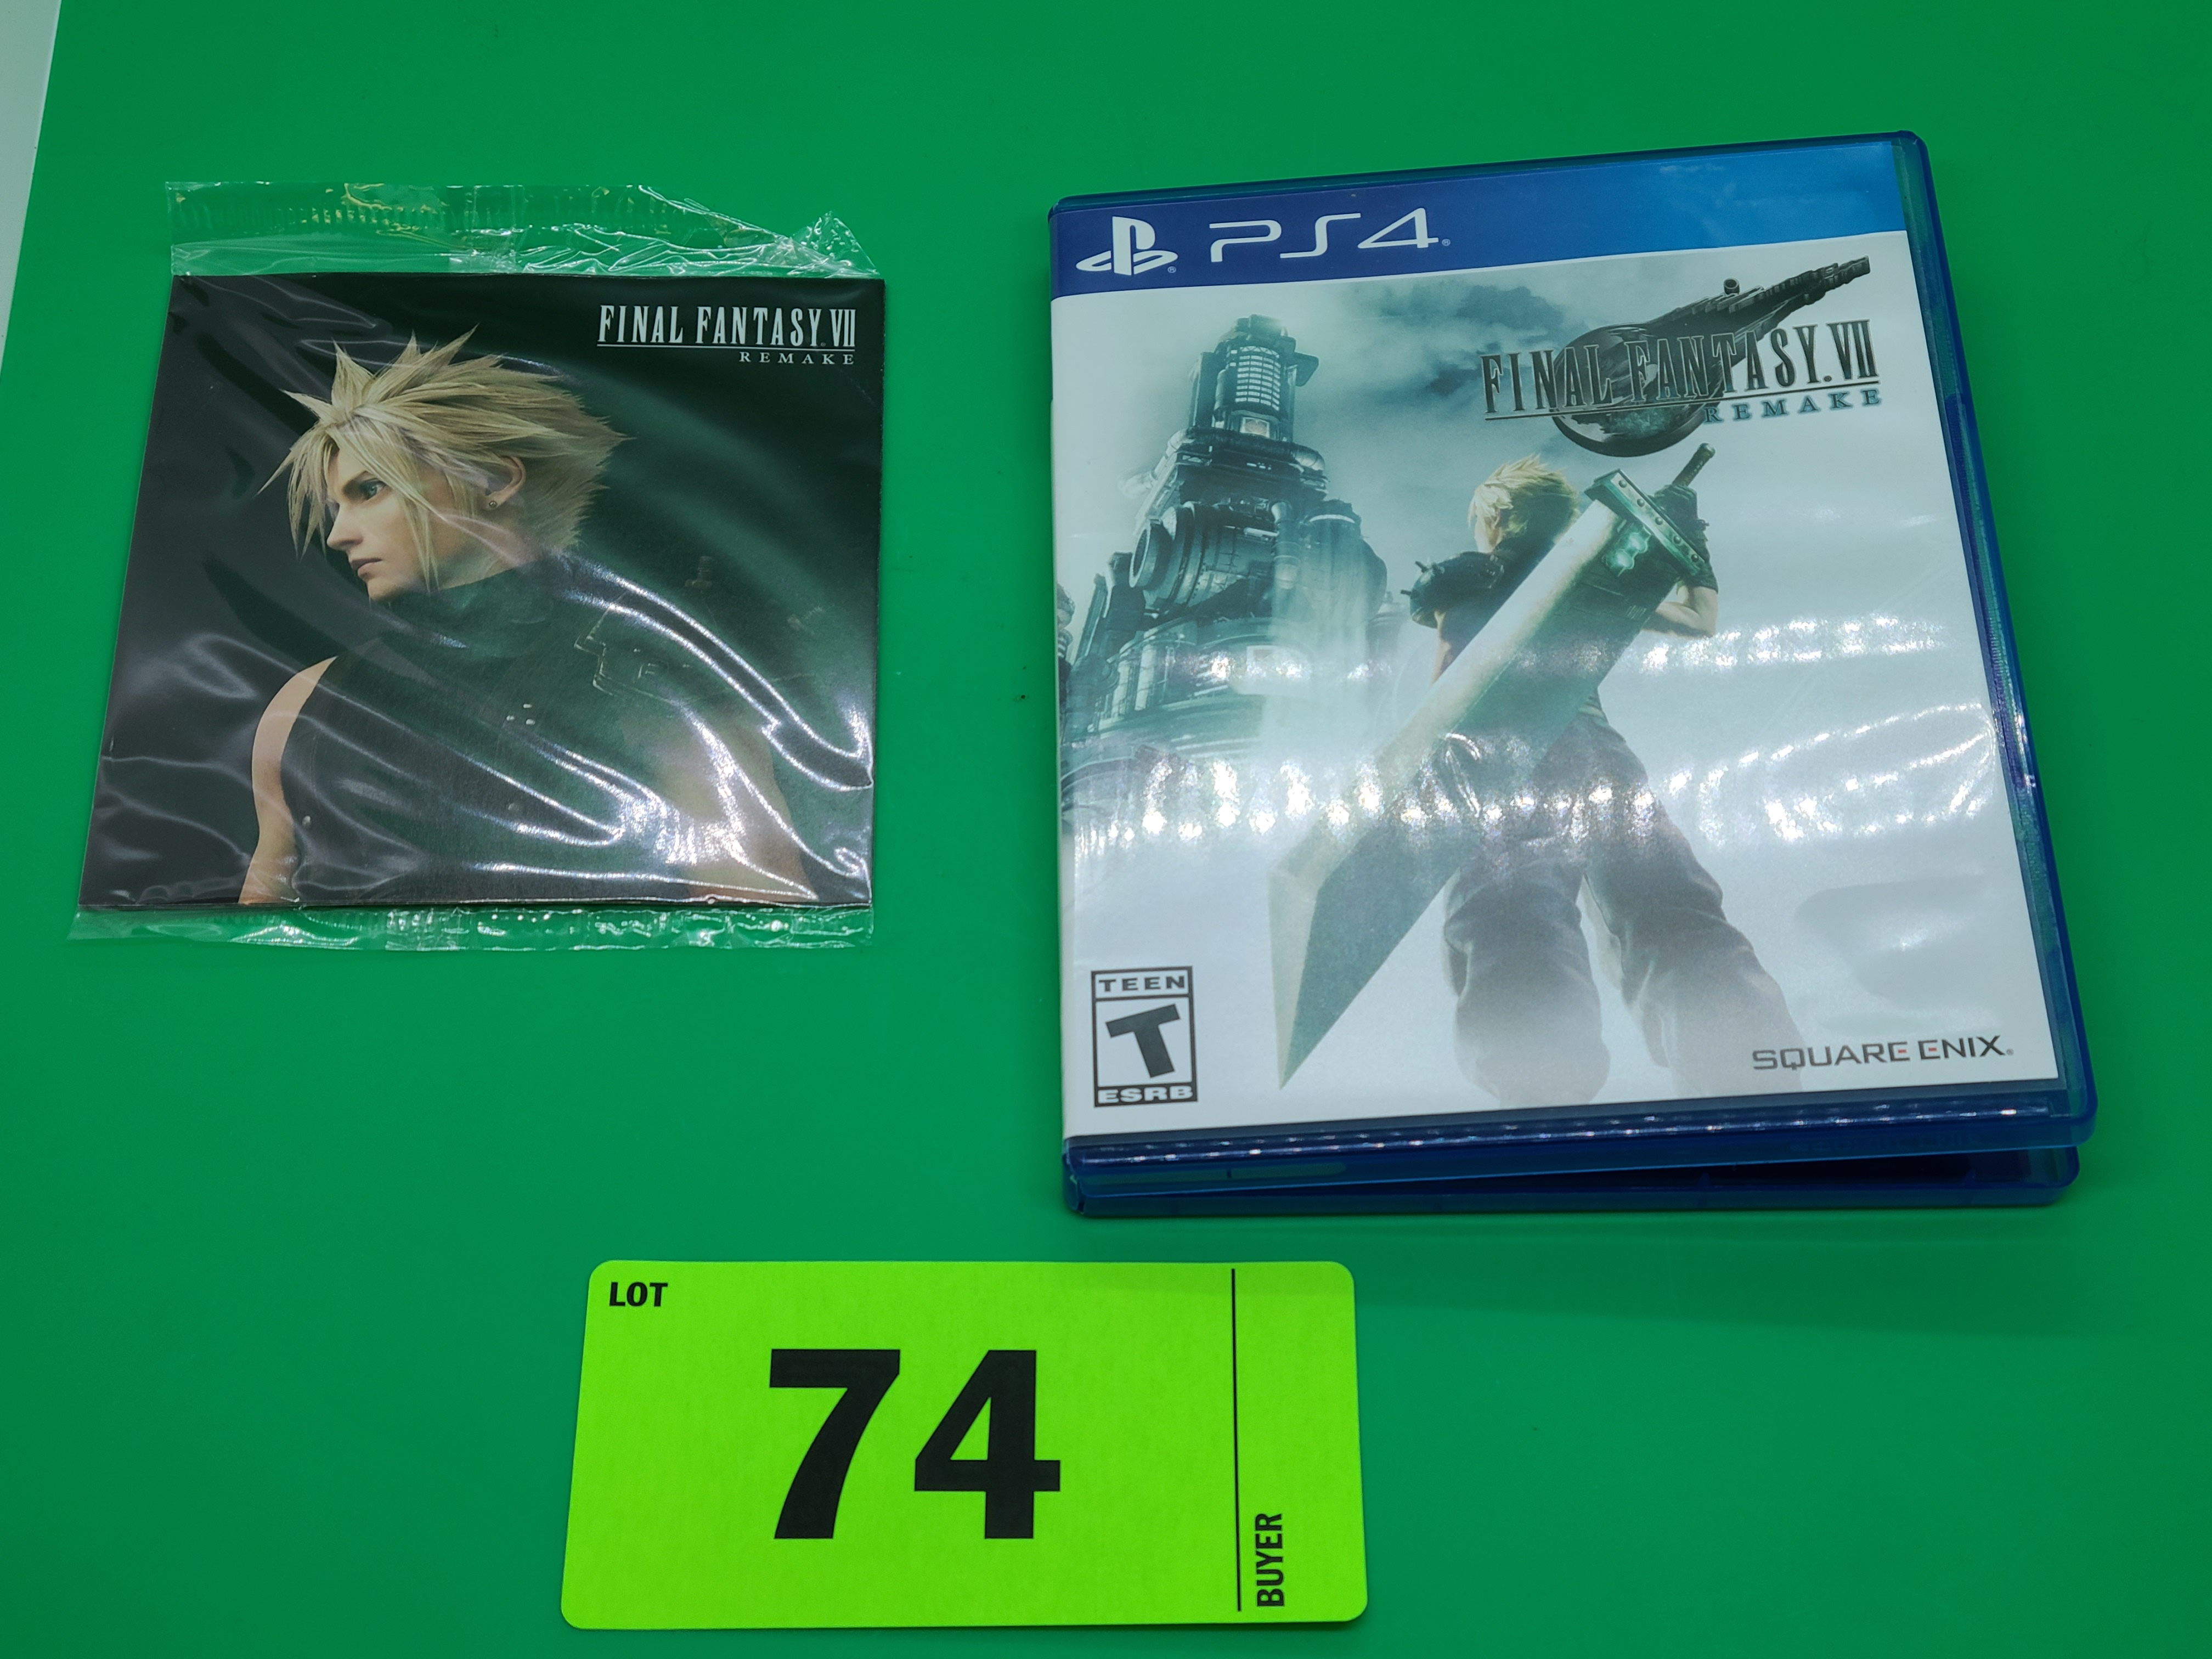 FINAL FANTASY VII
REMAKE
PS4
FINAL FANTASY. VII
REMAKE
TEEN
T
ESRB
SQUARE ENIX.
LOT
74
BUYER